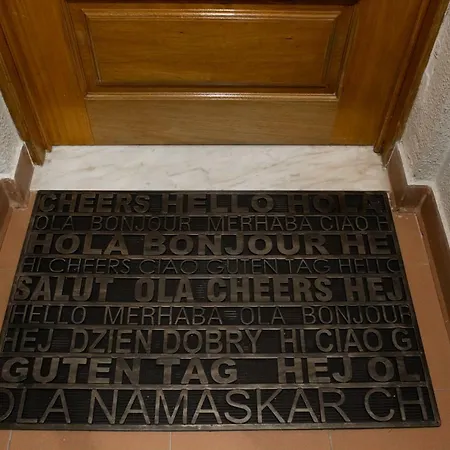 CHEERS HELLO HOLA
OLA BONJOUR MERHABA CIAO D
HOLA BONJOUR HE
HI CHEERS CIAO GUTEN TAG HELLO
SALUT OLA CHEERS HEJ
HELLO MERHABA OLA BONJOUR
HEJ DZIEN DOBRY HI CIAO G
GUTEN TAG HEJ OL
OLA NAMASKAR CH